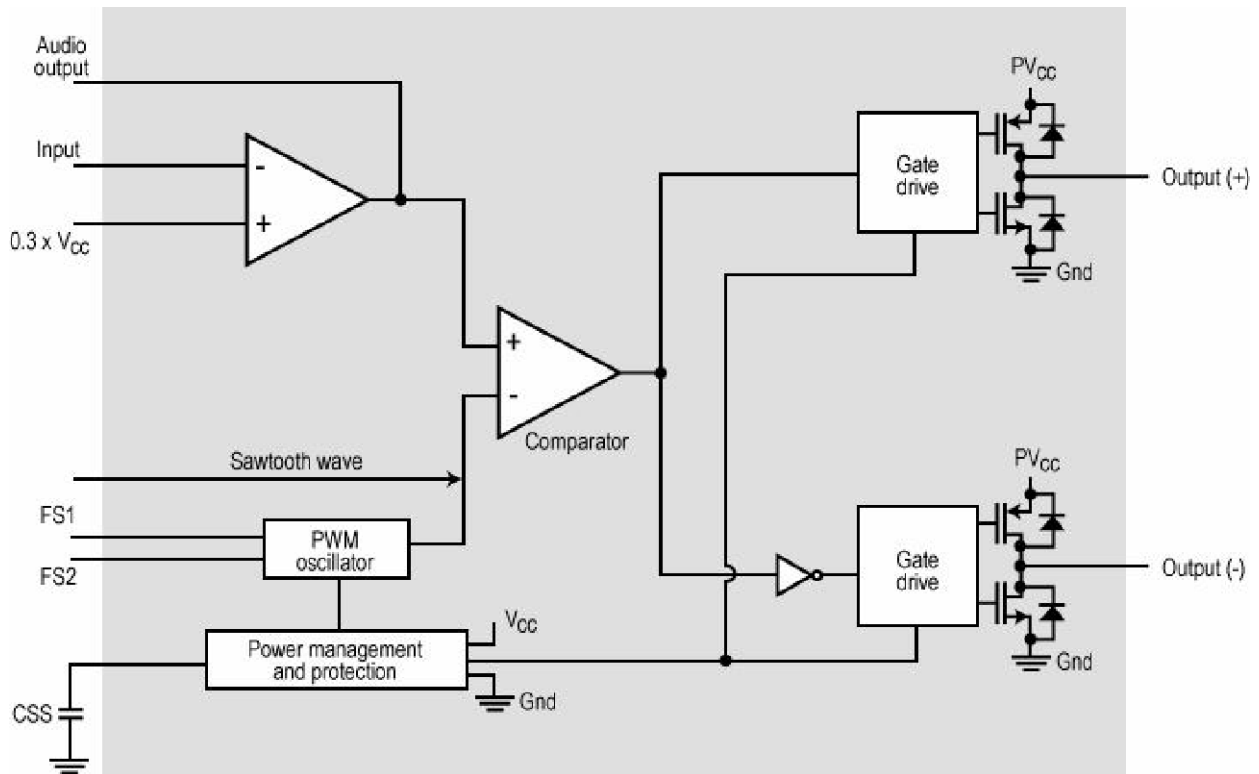 Audio
output
Input
-
+
0.3 x VCC
PVCC
Gate
drive
Output (+)
Gnd
+
-
Comparator
Sawtooth wave
FS1
FS2
PWM
oscillator
PVCC
Gate
drive
Output (-)
Gnd
VCC
Power management
and protection
Gnd
CSS